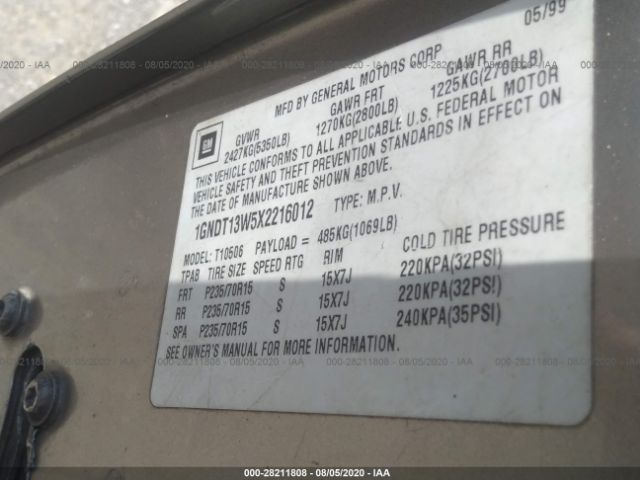 05/99
MFD BY GENERAL MOTORS CORP
GM
GVWR GAWR FRT GAWR RR
2427KG(5350LB) 1270KG(2800LB) 1225KG(2700LB)
THIS VEHICLE CONFORMS TO ALL APPLICABLE U.S. FEDERAL MOTOR
VEHICLE SAFETY AND THEFT PREVENTION STANDARDS IN EFFECT ON
THE DATE OF MANUFACTURE SHOWN ABOVE.
1GNDT13W5X2216012 TYPE: M.P.V.
MODEL: T10506 PAYLOAD = 485KG(1069LB)
TPAB TIRE SIZE SPEED RTG RIM COLD TIRE PRESSURE
FRT P235/70R15 S 15X7J 220KPA(32PSI)
RR P235/70R15 S 15X7J 220KPA(32PSI)
SPA P235/70R15 S 15X7J 240KPA(35PSI)
SEE OWNER'S MANUAL FOR MORE INFORMATION.
000-28211808 - 08/05/2020 - IAA